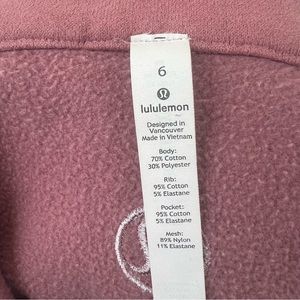 6
lululemon
Designed in
Vancouver
Made in Vietnam
Body:
70% Cotton
30% Polyester
Rib:
95% Cotton
5% Elastane
Pocket:
95% Cotton
5% Elastane
Mesh:
89% Nylon
11% Elastane